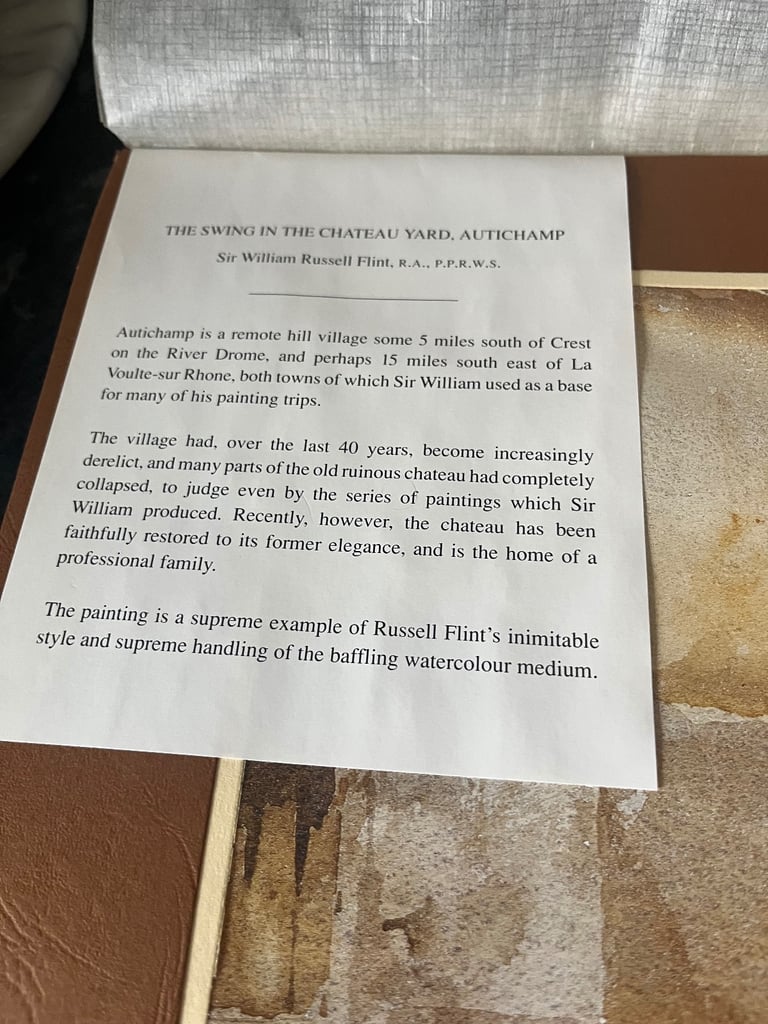 THE SWING IN THE CHATEAU YARD, AUTICHAMP
Sir William Russell Flint, R.A., P.P.R.W.S.
Autichamp is a remote hill village some 5 miles south of Crest
on the River Drome, and perhaps 15 miles south east of La
Voulte-sur Rhone, both towns of which Sir William used as a base
for many of his painting trips.
The village had, over the last 40 years, become increasingly
derelict, and many parts of the old ruinous chateau had completely
collapsed, to judge even by the series of paintings which Sir
William produced. Recently, however, the chateau has been
faithfully restored to its former elegance, and is the home of a
professional family.
The painting is a supreme example of Russell Flint's inimitable
style and supreme handling of the baffling watercolour medium.